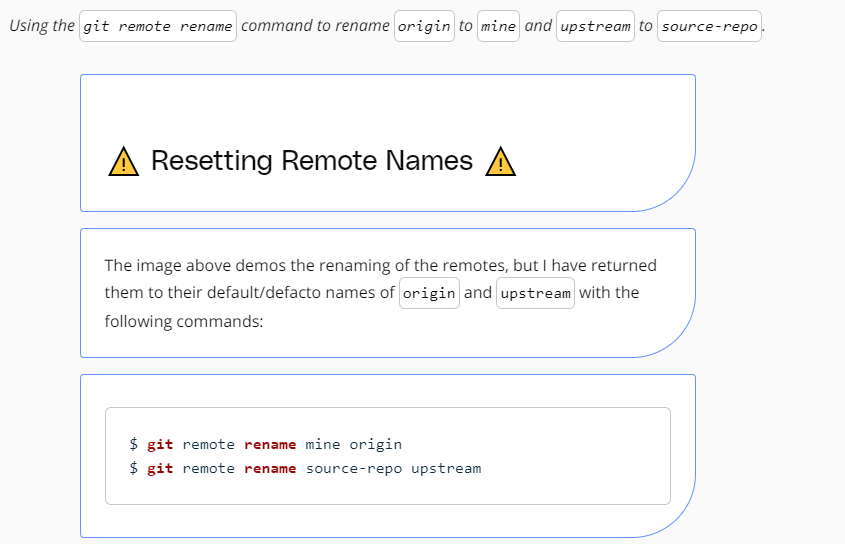 Using the git remote rename command to rename origin to mine and upstream to source-repo.
⚠️ Resetting Remote Names ⚠️
The image above demos the renaming of the remotes, but I have returned
them to their default/defacto names of origin and upstream with the
following commands:
$ git remote rename mine origin
$ git remote rename source-repo upstream